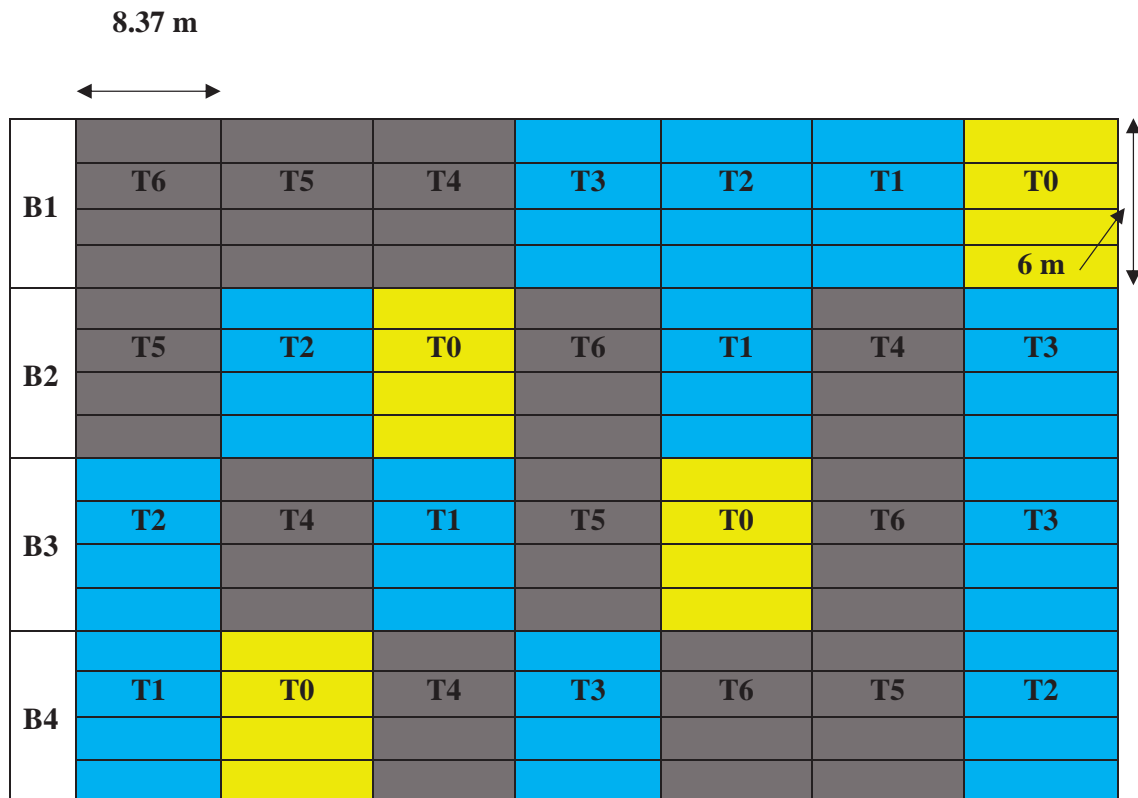 8.37 m
T6 T5 T4 T3 T2 T1 T0
B1
6 m
T5 T2 T0 T6 T1 T4 T3
B2
T2 T4 T1 T5 T0 T6 T3
B3
T1 T0 T4 T3 T6 T5 T2
B4